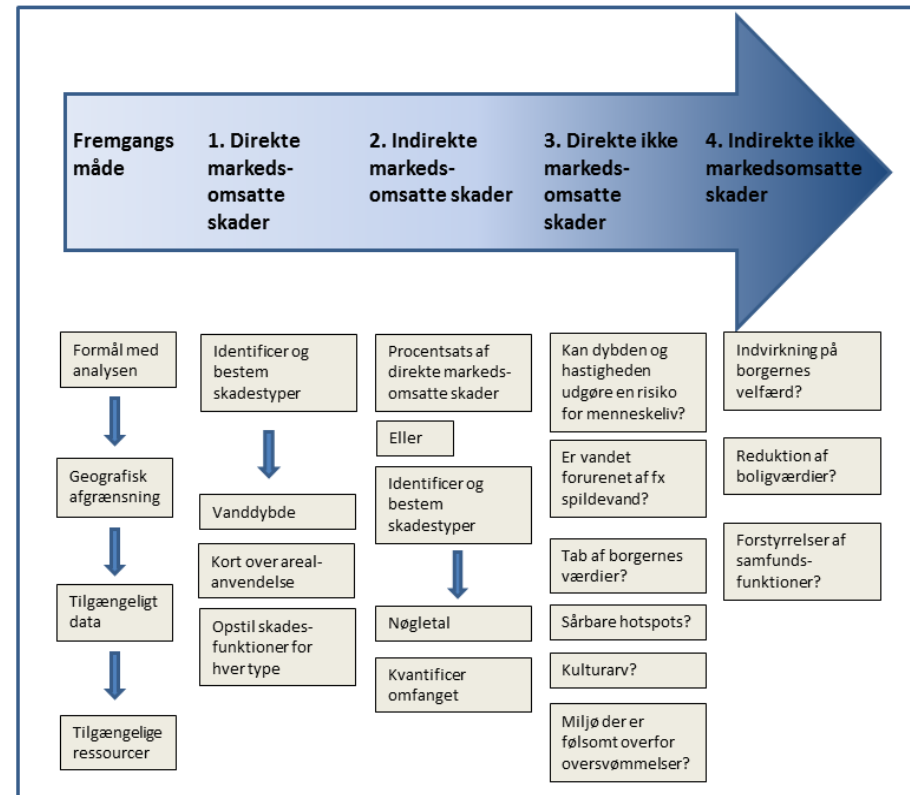 Fremgangs
måde
1. Direkte
markeds-
omsatte
skader
2. Indirekte
markeds-
omsatte skader
3. Direkte ikke
markeds-
omsatte
skader
4. Indirekte ikke
markedsomsatte
skader
Formål med
analysen
Geografisk
afgrænsning
Tilgængeligt
data
Tilgængelige
ressourcer
Identificer og
bestem
skadestyper
Vanddybde
Kort over areal-
anvendelse
Opstil skades-
funktioner for
hver type
Procentsats af
direkte markeds-
omsatte skader
Eller
Identificer og
bestem
skadestyper
Nøgletal
Kvantificer
omfanget
Kan dybden og
hastigheden
udgøre en risiko
for menneskeliv?
Er vandet
forurenet af fx
spildevand?
Tab af borgernes
værdier?
Sårbare hotspots?
Kulturarv?
Miljø der er
følsomt overfor
oversvømmelser?
Indvirkning på
borgernes
velfærd?
Reduktion af
boligværdier?
Forstyrrelser af
samfunds-
funktioner?